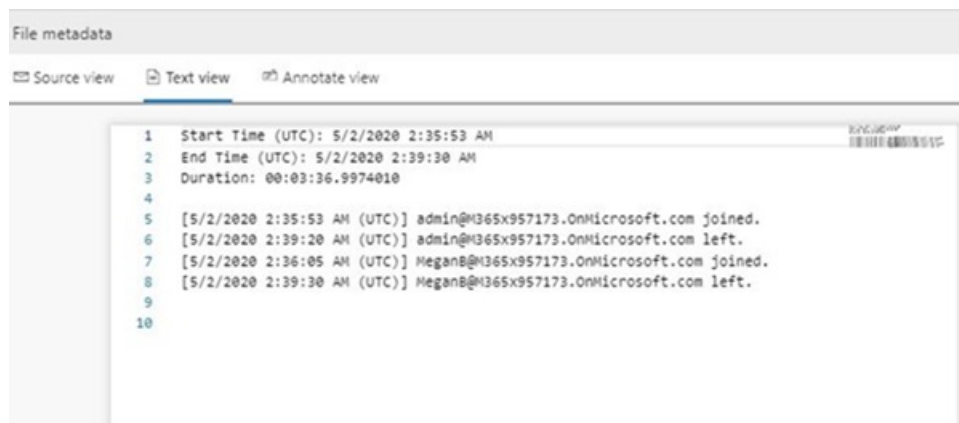 File metadata
Source view Text view Annotate view
1 Start Time (UTC): 5/2/2020 2:35:53 AM
2 End Time (UTC): 5/2/2020 2:39:30 AM
3 Duration: 00:03:36.9974010
4
5 [5/2/2020 2:35:53 AM (UTC)] admin@M365x957173.OnMicrosoft.com joined.
6 [5/2/2020 2:39:20 AM (UTC)] admin@M365x957173.OnMicrosoft.com left.
7 [5/2/2020 2:36:05 AM (UTC)] MeganB@M365x957173.OnMicrosoft.com joined.
8 [5/2/2020 2:39:30 AM (UTC)] MeganB@M365x957173.OnMicrosoft.com left.
9
10